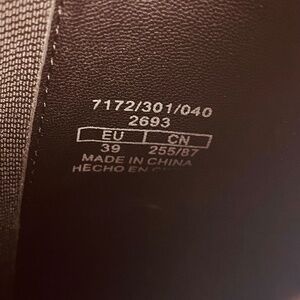 7172/301/040
2693
EU CN
39 255/87
MADE IN CHINA
HECHO EN